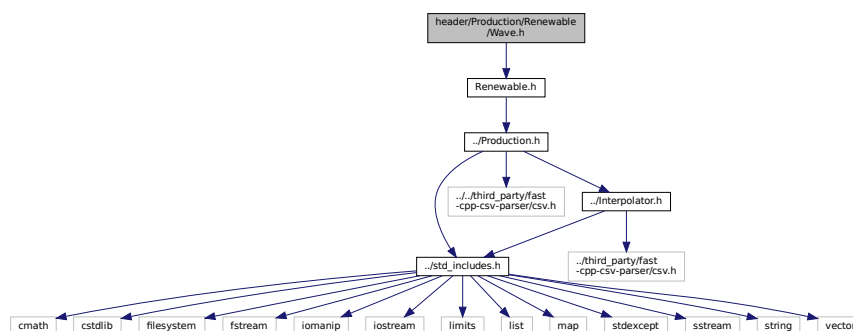 header/Production/Renewable
/Wave.h
Renewable.h
../Production.h
../../third_party/fast
-cpp-csv-parser/csv.h
../Interpolator.h
../third_party/fast
-cpp-csv-parser/csv.h
../std_includes.h
cmath
cstdlib
filesystem
fstream
iomanip
iostream
limits
list
map
stdexcept
sstream
string
vector